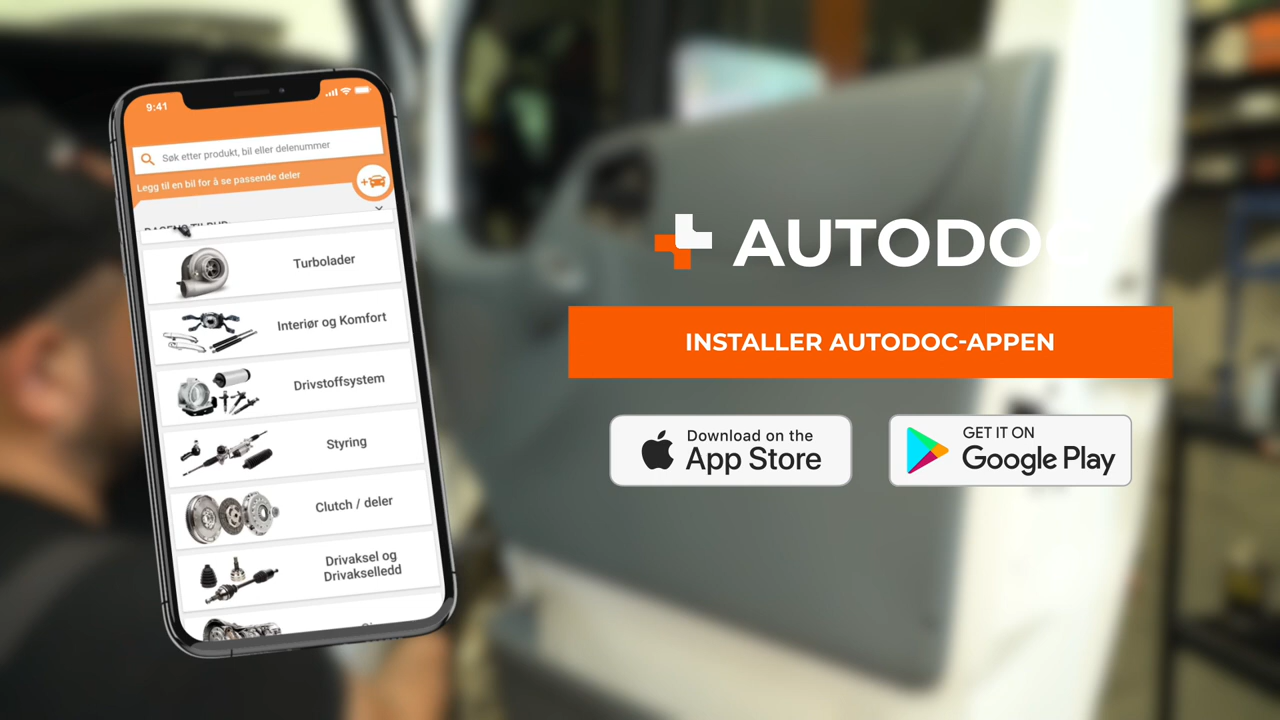 9:41
Søk etter produkt, bil eller delenummer
Legg til en bil for å se passende deler
Turbolader
Interiør og Komfort
Drivstoffsystem
Styring
Clutch / deler
Drivaksel og
Drivakselledd
AUTODOC
INSTALLER AUTODOC-APPEN
Download on the
App Store
GET IT ON
Google Play